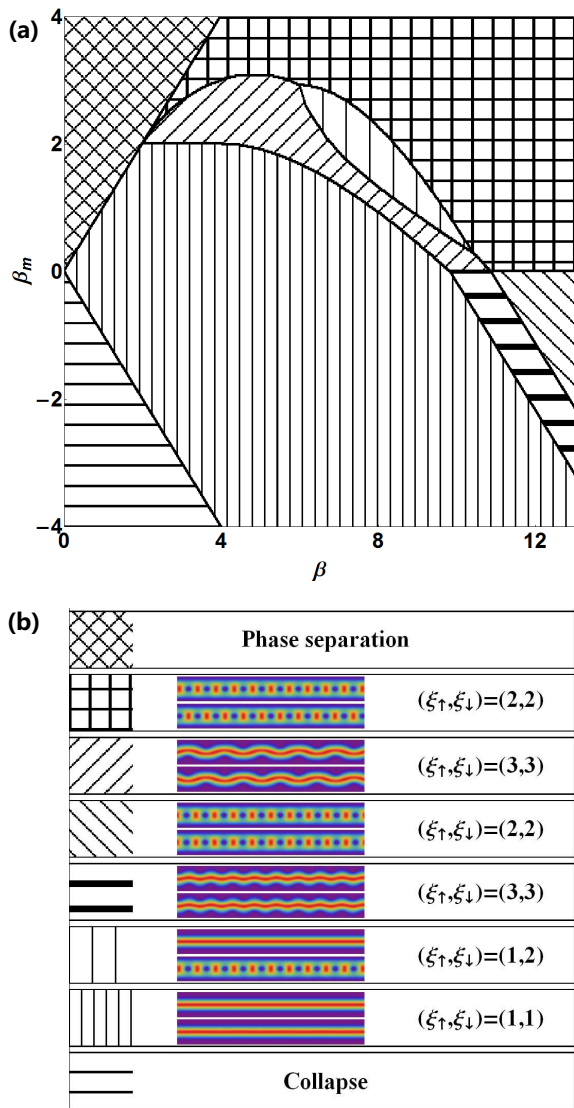 (a)
4
2
β_m
0
−2
−4
0
4
8
12
β
(b)
Phase separation
(ξ↑,ξ↓)=(2,2)
(ξ↑,ξ↓)=(3,3)
(ξ↑,ξ↓)=(2,2)
(ξ↑,ξ↓)=(3,3)
(ξ↑,ξ↓)=(1,2)
(ξ↑,ξ↓)=(1,1)
Collapse